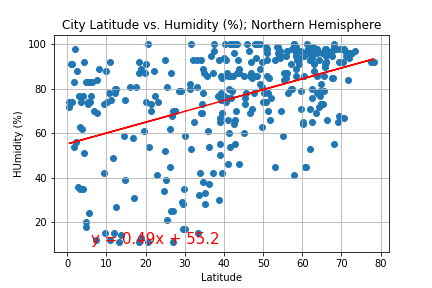 City Latitude vs. Humidity (%); Northern Hemisphere
100
80
60
40
20
HUmidity (%)
y = 0.49x + 55.2
0 10 20 30 40 50 60 70 80
Latitude